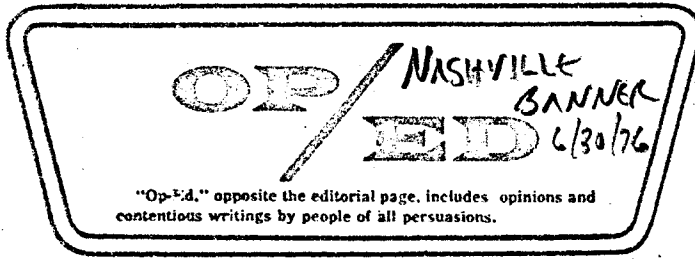 OP/ED
NASHVILLE
BANNER
6/30/76
"Op-Ed," opposite the editorial page, includes opinions and
contentious writings by people of all persuasions.